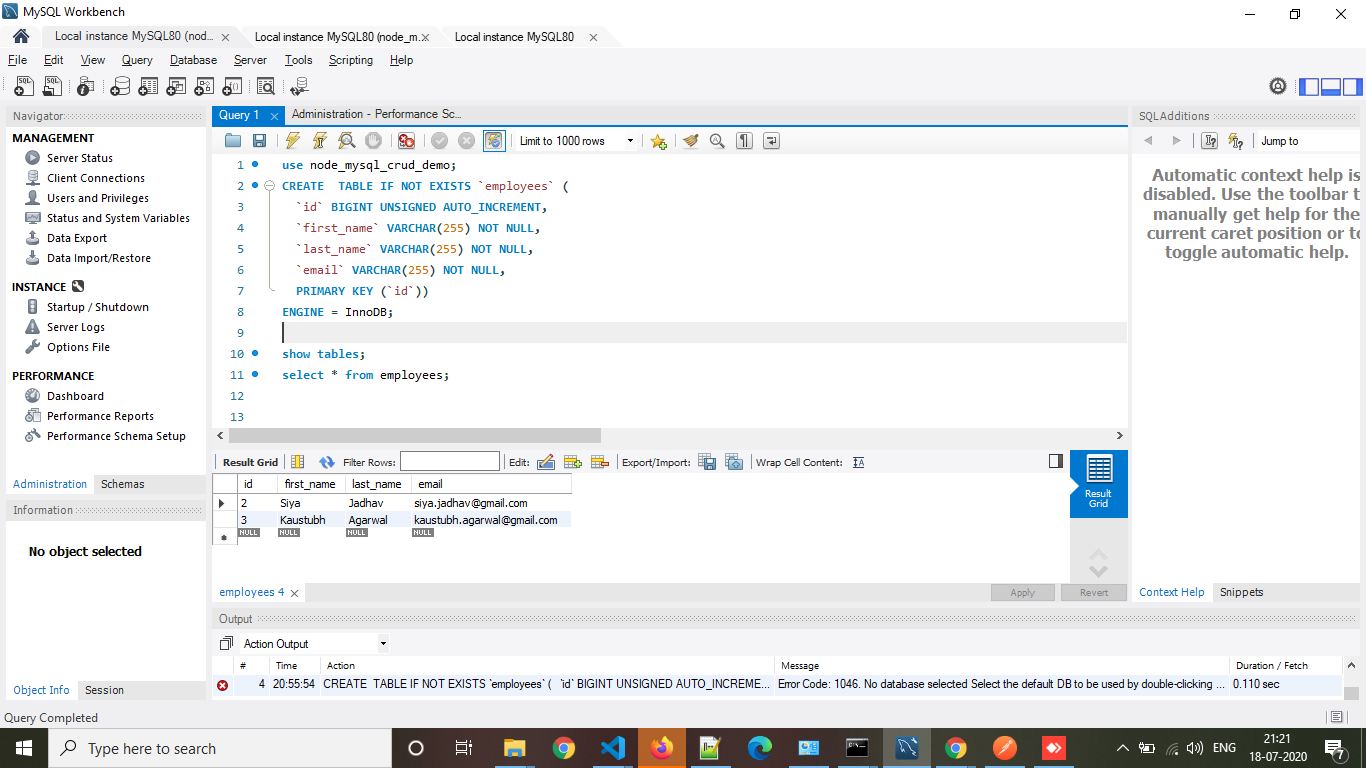 MySQL Workbench
Local instance MySQL80 (nod... Local instance MySQL80 (node_m... Local instance MySQL80
File Edit View Query Database Server Tools Scripting Help
Navigator
MANAGEMENT
Server Status
Client Connections
Users and Privileges
Status and System Variables
Data Export
Data Import/Restore
INSTANCE
Startup / Shutdown
Server Logs
Options File
PERFORMANCE
Dashboard
Performance Reports
Performance Schema Setup
Administration Schemas
Information
No object selected
Object Info Session
Query 1 Administration - Performance Sc...
Limit to 1000 rows
1 use node_mysql_crud_demo;
2 CREATE  TABLE IF NOT EXISTS `employees` (
3 `id` BIGINT UNSIGNED AUTO_INCREMENT,
4 `first_name` VARCHAR(255) NOT NULL,
5 `last_name` VARCHAR(255) NOT NULL,
6 `email` VARCHAR(255) NOT NULL,
7 PRIMARY KEY (`id`))
8 ENGINE = InnoDB;
9
10 show tables;
11 select * from employees;
12
13
Result Grid Filter Rows: Edit: Export/Import: Wrap Cell Content:
id first_name last_name email
2 Siya Jadhav siya.jadhav@gmail.com
3 Kaustubh Agarwal kaustubh.agarwal@gmail.com
NULL NULL NULL NULL
Result
Grid
employees 4 Apply Revert
SQLAdditions
Jump to
Automatic context help is
disabled. Use the toolbar t
manually get help for the
current caret position or to
toggle automatic help.
Context Help Snippets
Output
Action Output
# Time Action Message Duration / Fetch
4 20:55:54 CREATE  TABLE IF NOT EXISTS `employees` (   `id` BIGINT UNSIGNED AUTO_INCREME... Error Code: 1046. No database selected Select the default DB to be used by double-clicking ... 0.110 sec
Query Completed
Type here to search
ENG
21:21
18-07-2020
7